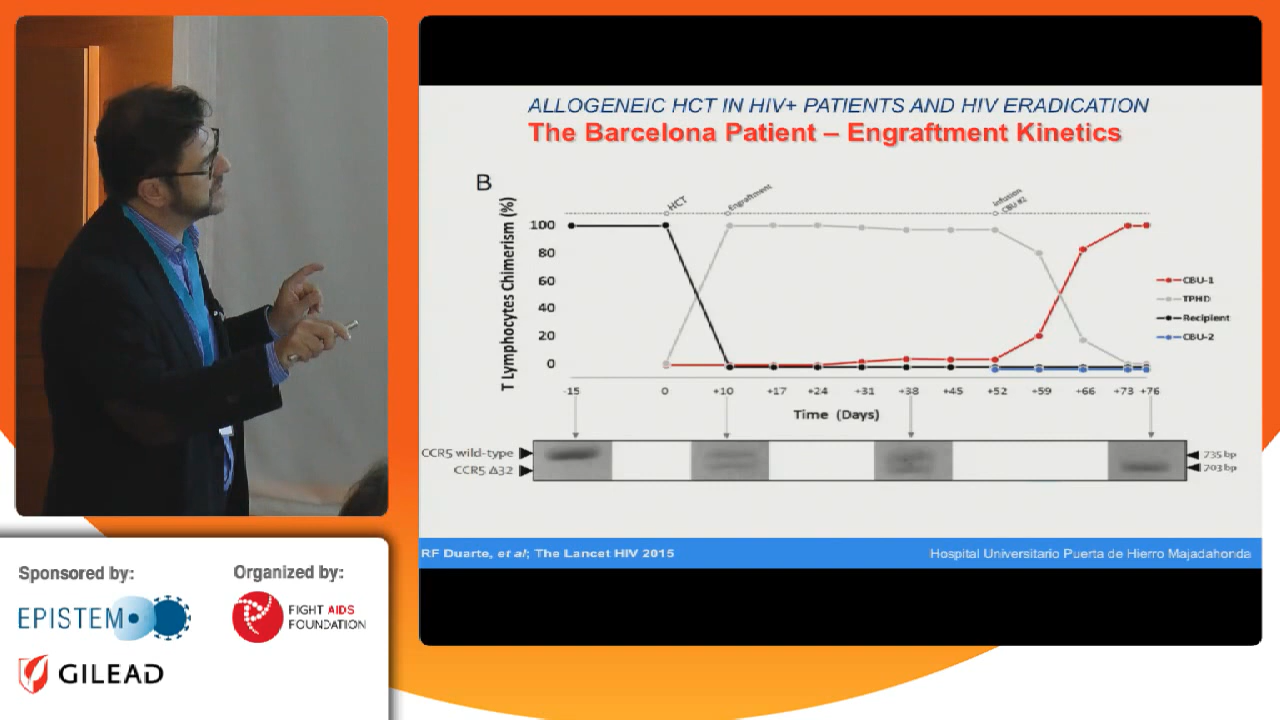 ALLOGENEIC HCT IN HIV+ PATIENTS AND HIV ERADICATION
The Barcelona Patient – Engraftment Kinetics
B
HCT
Engraftment
Infusion
CBU #2
T Lymphocytes Chimerism (%)
100
80
60
40
20
0
CBU-1
TPHD
Recipient
CBU-2
-15 0 +10 +17 +24 +31 +38 +45 +52 +59 +66 +73 +76
Time (Days)
CCR5 wild-type
CCR5 Δ32
735 bp
703 bp
RF Duarte, et al; The Lancet HIV 2015
Hospital Universitario Puerta de Hierro Majadahonda
Sponsored by:
EPISTEM
GILEAD
Organized by:
FIGHT AIDS
FOUNDATION